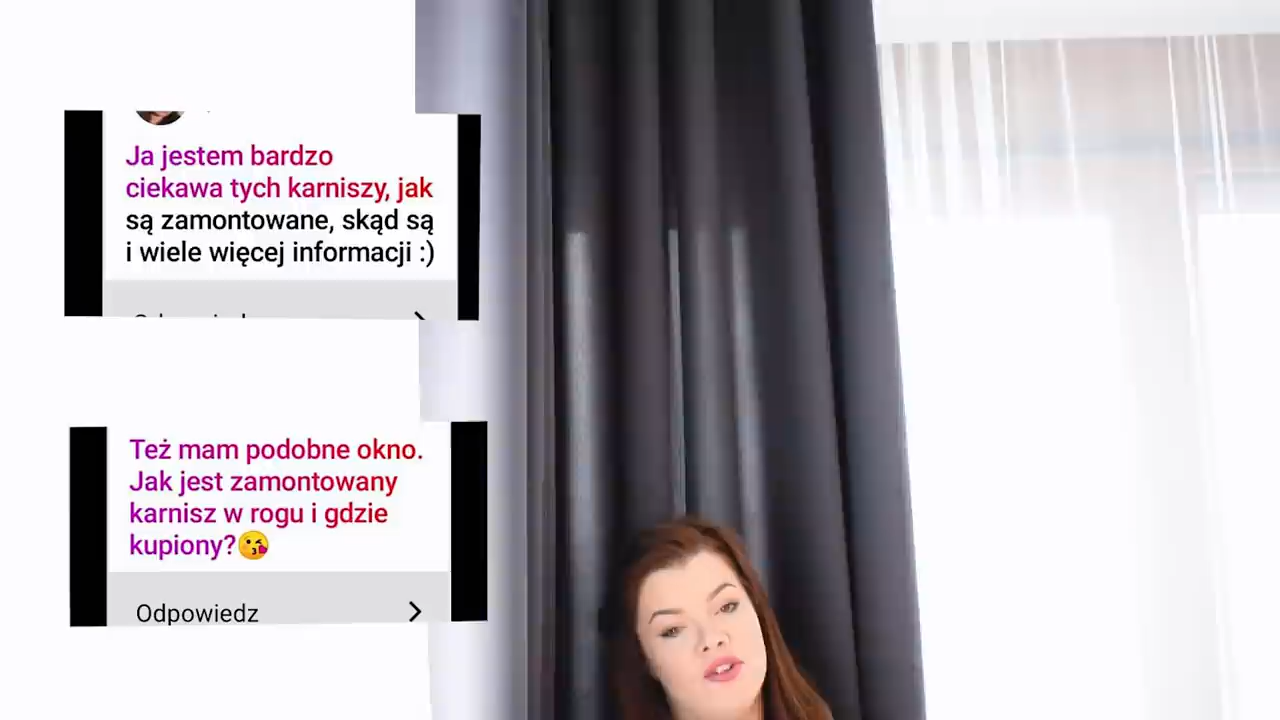 Ja jestem bardzo
ciekawa tych karniszy, jak
są zamontowane, skąd są
i wiele więcej informacji :)
Też mam podobne okno.
Jak jest zamontowany
karnisz w rogu i gdzie
kupiony?😘
Odpowiedz